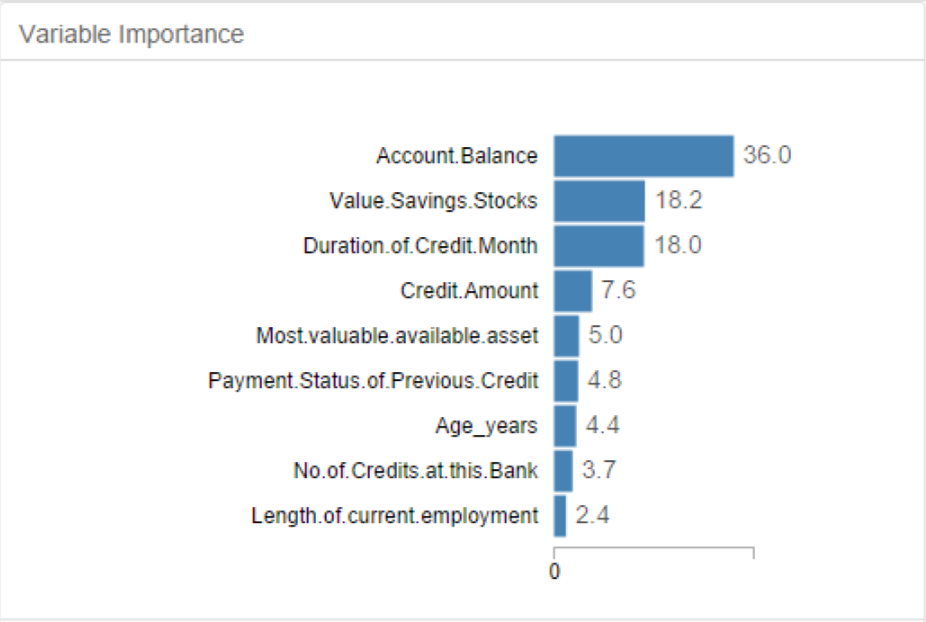 Variable Importance
Account.Balance 36.0
Value.Savings.Stocks 18.2
Duration.of.Credit.Month 18.0
Credit.Amount 7.6
Most.valuable.available.asset 5.0
Payment.Status.of.Previous.Credit 4.8
Age_years 4.4
No.of.Credits.at.this.Bank 3.7
Length.of.current.employment 2.4
0